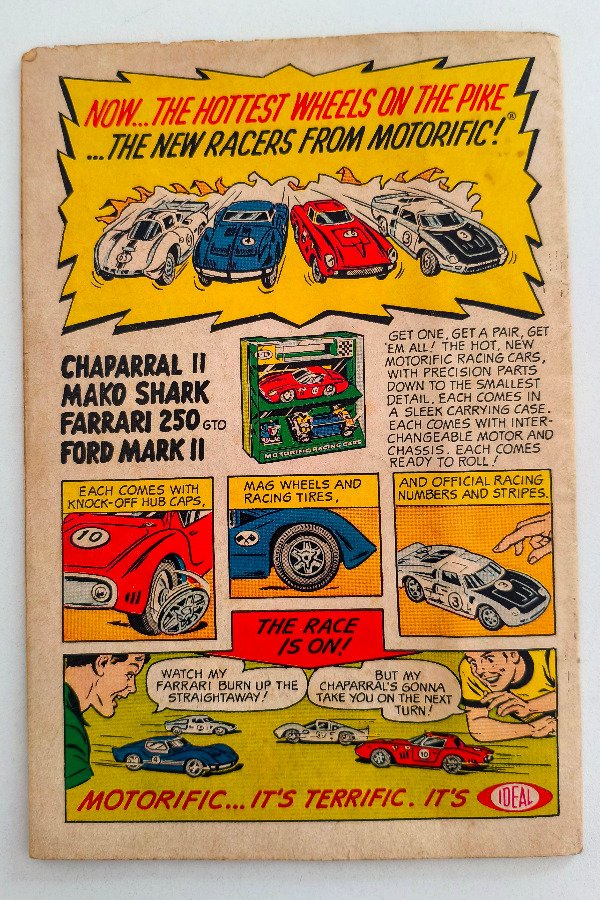 NOW...THE HOTTEST WHEELS ON THE PIKE
...THE NEW RACERS FROM MOTORIFIC!®
CHAPARRAL II
MAKO SHARK
FARRARI 250 GTO
FORD MARK II
MOTORIFIC RACING CARS
GET ONE, GET A PAIR, GET
'EM ALL! THE HOT, NEW
MOTORIFIC RACING CARS,
WITH PRECISION PARTS
DOWN TO THE SMALLEST
DETAIL. EACH COMES IN
A SLEEK CARRYING CASE.
EACH COMES WITH INTER-
CHANGEABLE MOTOR AND
CHASSIS. EACH COMES
READY TO ROLL!
EACH COMES WITH
KNOCK-OFF HUB CAPS,
10
MAG WHEELS AND
RACING TIRES,
AND OFFICIAL RACING
NUMBERS AND STRIPES.
3
THE RACE
IS ON!
WATCH MY
FARRARI BURN UP THE
STRAIGHTAWAY!
BUT MY
CHAPARRAL'S GONNA
TAKE YOU ON THE NEXT
TURN!
4
10
MOTORIFIC... IT'S TERRIFIC. IT'S IDEAL